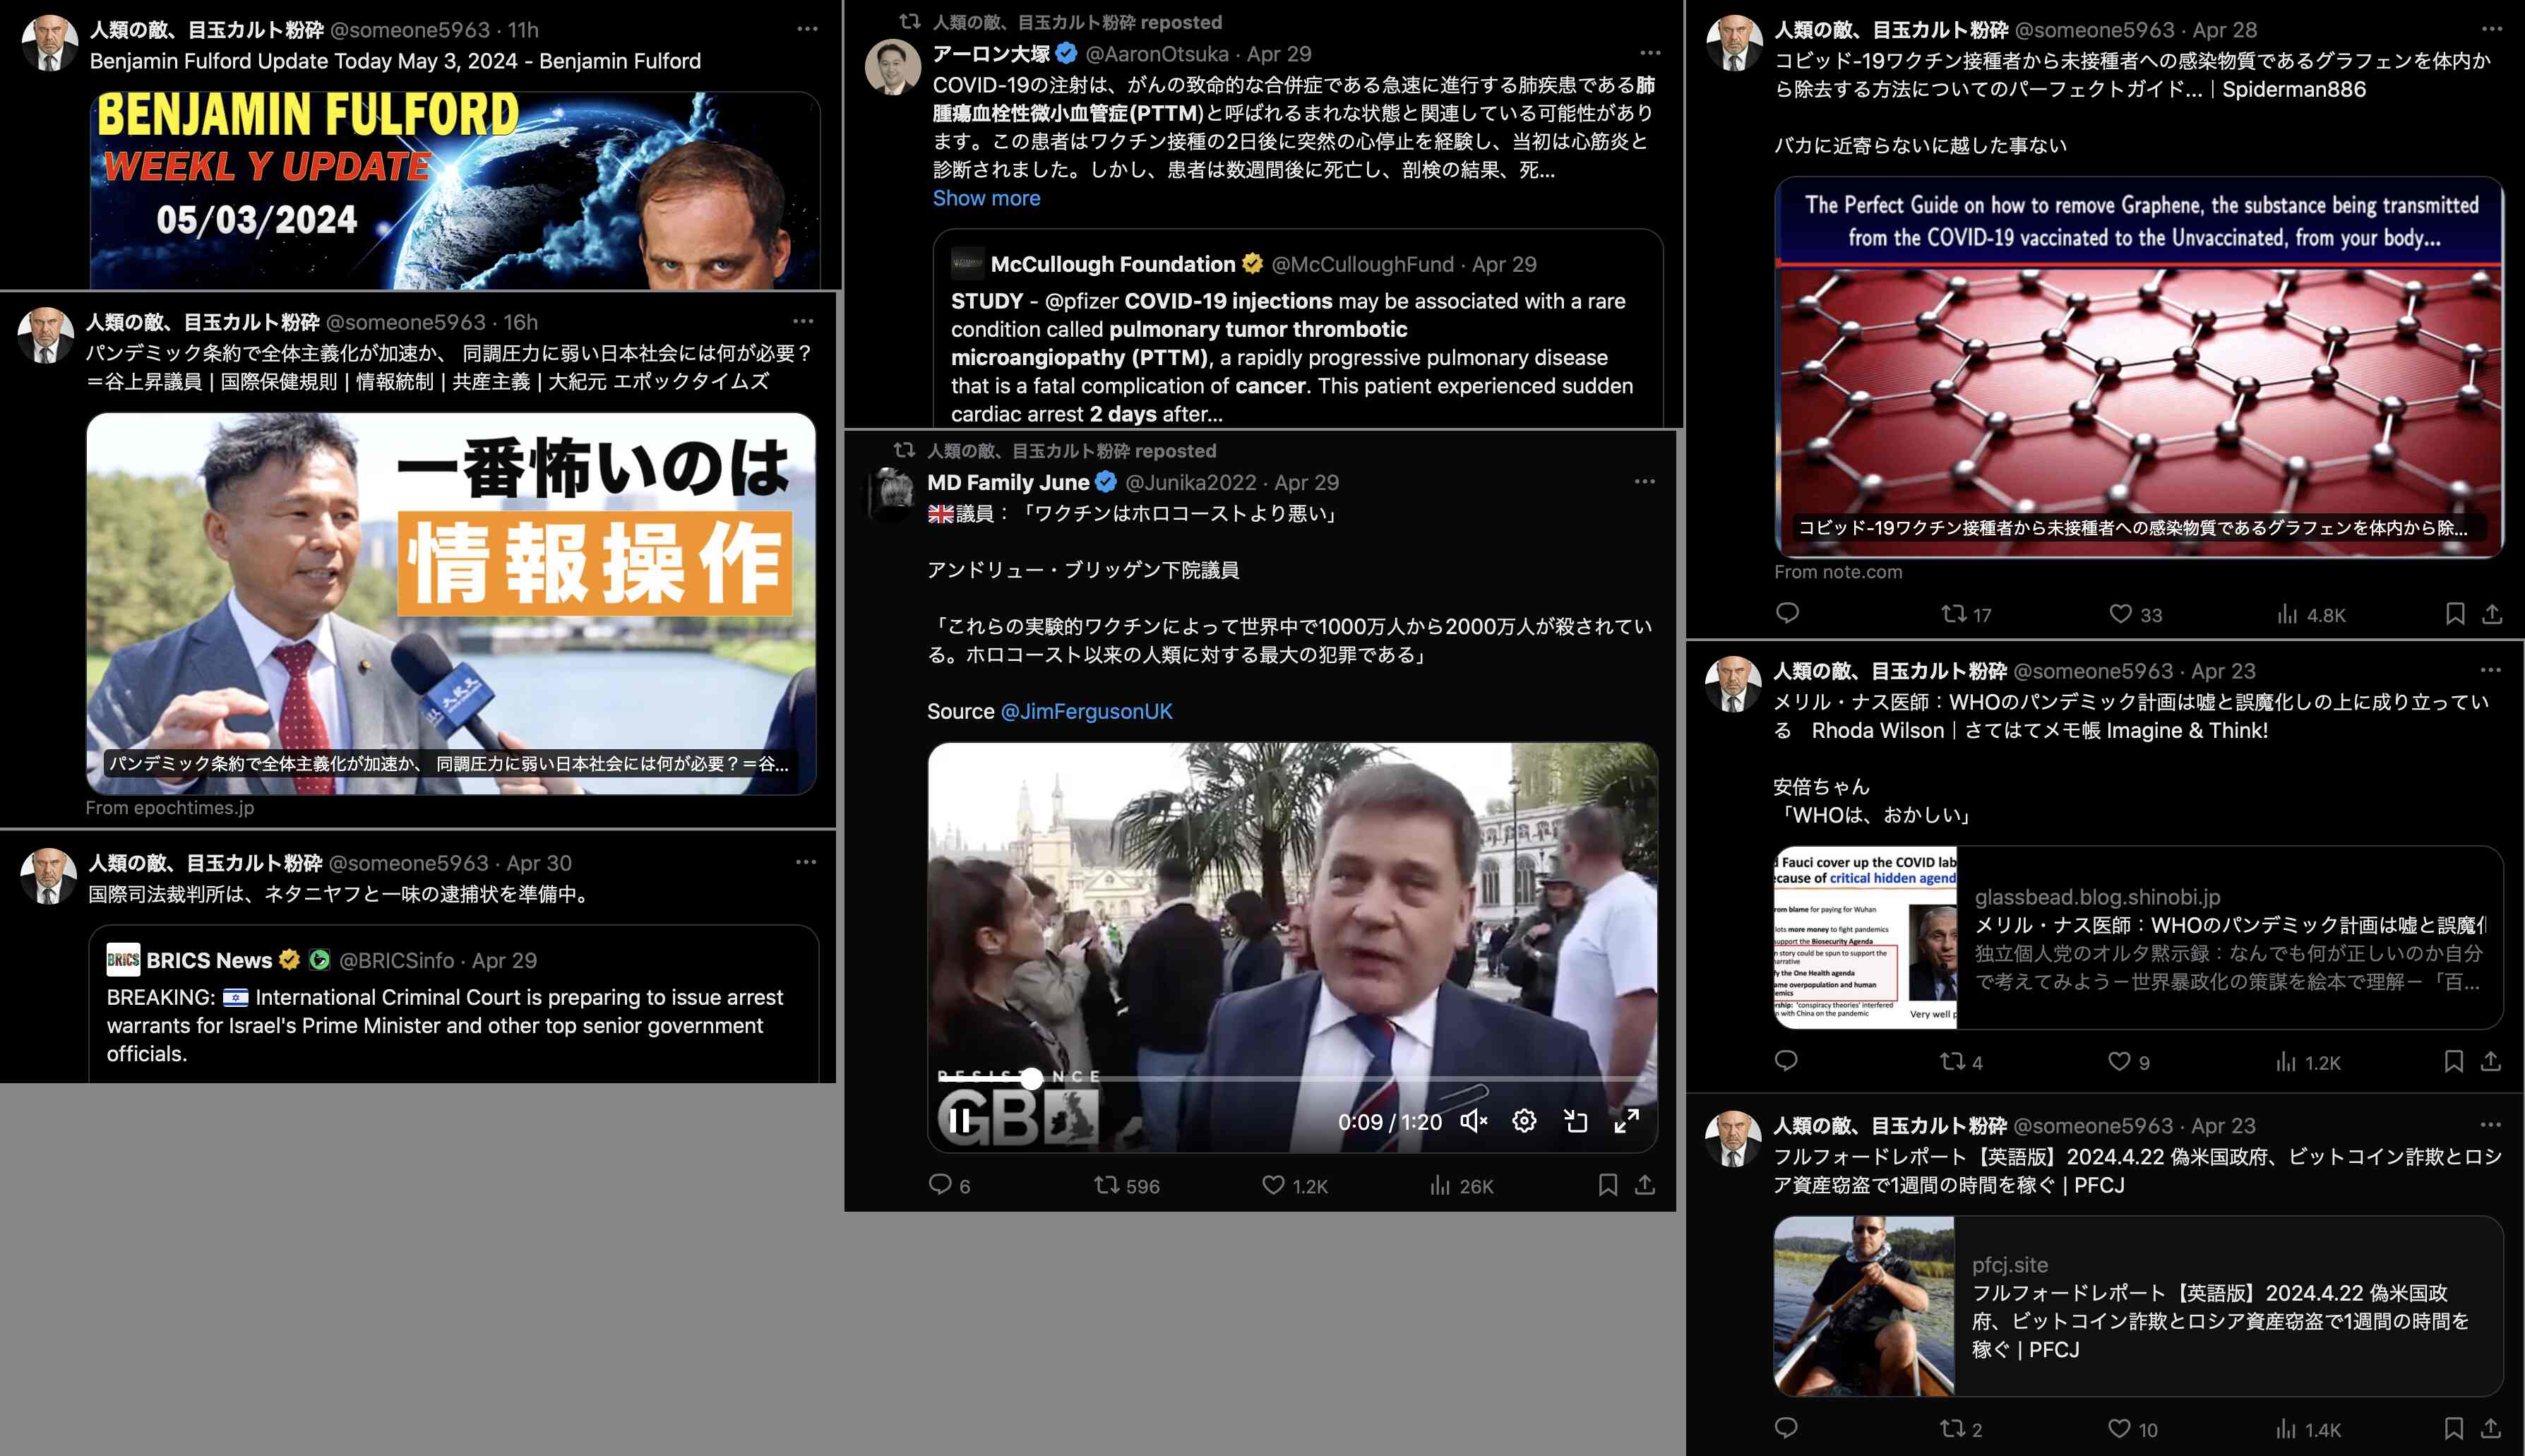 人類の敵、目玉カルト粉砕 @someone5963 · 11h
Benjamin Fulford Update Today May 3, 2024 - Benjamin Fulford
BENJAMIN FULFORD
WEEKL Y UPDATE
05/03/2024
人類の敵、目玉カルト粉砕 @someone5963 · 16h
パンデミック条約で全体主義化が加速か、 同調圧力に弱い日本社会には何が必要？
＝谷上昇議員 | 国際保健規則 | 情報統制 | 共産主義 | 大紀元 エポックタイムズ
一番怖いのは
情報操作
パンデミック条約で全体主義化が加速か、 同調圧力に弱い日本社会には何が必要？＝谷...
From epochtimes.jp
人類の敵、目玉カルト粉砕 @someone5963 · Apr 30
国際司法裁判所は、ネタニヤフと一味の逮捕状を準備中。
BRICS
BRICS News @BRICSinfo · Apr 29
BREAKING: 🇮🇱 International Criminal Court is preparing to issue arrest
warrants for Israel's Prime Minister and other top senior government
officials.
人類の敵、目玉カルト粉砕 reposted
アーロン大塚 @AaronOtsuka · Apr 29
COVID-19の注射は、がんの致命的な合併症である急速に進行する肺疾患である肺
腫瘍血栓性微小血管症(PTTM)と呼ばれるまれな状態と関連している可能性があり
ます。この患者はワクチン接種の2日後に突然の心停止を経験し、当初は心筋炎と
診断されました。しかし、患者は数週間後に死亡し、剖検の結果、死...
Show more
McCullough Foundation @McCulloughFund · Apr 29
STUDY - @pfizer COVID-19 injections may be associated with a rare
condition called pulmonary tumor thrombotic
microangiopathy (PTTM), a rapidly progressive pulmonary disease
that is a fatal complication of cancer. This patient experienced sudden
cardiac arrest 2 days after...
人類の敵、目玉カルト粉砕 reposted
MD Family June @Junika2022 · Apr 29
🇬🇧議員：「ワクチンはホロコーストより悪い」
アンドリュー・ブリッゲン下院議員
「これらの実験的ワクチンによって世界中で1000万人から2000万人が殺されてい
る。ホロコースト以来の人類に対する最大の犯罪である」
Source @JimFergusonUK
RESISTANCE
GB
0:09 / 1:20
6 596 1.2K 26K
人類の敵、目玉カルト粉砕 @someone5963 · Apr 28
コビッド-19ワクチン接種者から未接種者への感染物質であるグラフェンを体内か
ら除去する方法についてのパーフェクトガイド... | Spiderman886
バカに近寄らないに越した事ない
The Perfect Guide on how to remove Graphene, the substance being transmitted
from the COVID-19 vaccinated to the Unvaccinated, from your body...
コビッド-19ワクチン接種者から未接種者への感染物質であるグラフェンを体内から除...
From note.com
17 33 4.8K
人類の敵、目玉カルト粉砕 @someone5963 · Apr 23
メリル・ナス医師：WHOのパンデミック計画は嘘と誤魔化しの上に成り立ってい
る　Rhoda Wilson | さてはてメモ帳 Imagine & Think!
安倍ちゃん
「WHOは、おかしい」
d Fauci cover up the COVID lab
cause of critical hidden agend
rom blame for paying for Wuhan
lots more money to fight pandemics
support the Biosecurity Agenda
n story could be spun to support the
narrative
fy the One Health agenda
ame overpopulation and human
emics
rship: 'conspiracy theories' interfered
n with China on the pandemic
Very well p
glassbead.blog.shinobi.jp
メリル・ナス医師：WHOのパンデミック計画は嘘と誤魔化
独立個人党のオルタ黙示録：なんでも何が正しいのか自分
で考えてみよう－世界暴政化の策謀を絵本で理解－「百...
4 9 1.2K
人類の敵、目玉カルト粉砕 @someone5963 · Apr 23
フルフォードレポート【英語版】2024.4.22 偽米国政府、ビットコイン詐欺とロシ
ア資産窃盗で1週間の時間を稼ぐ | PFCJ
pfcj.site
フルフォードレポート【英語版】2024.4.22 偽米国政
府、ビットコイン詐欺とロシア資産窃盗で1週間の時間を
稼ぐ | PFCJ
2 10 1.4K